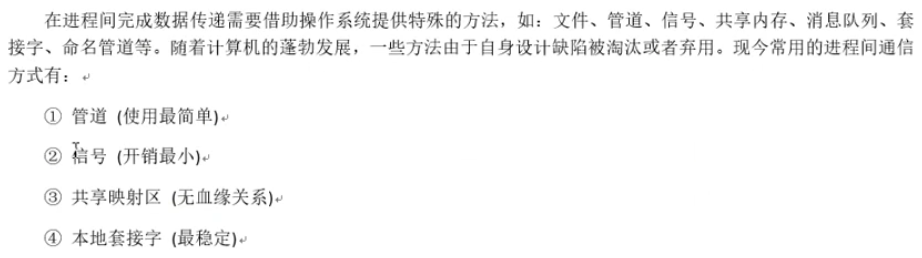 在进程间完成数据传递需要借助操作系统提供特殊的方法，如：文件、管道、信号、共享内存、消息队列、套
接字、命名管道等。随着计算机的蓬勃发展，一些方法由于自身设计缺陷被淘汰或者弃用。现今常用的进程间通信
方式有：
① 管道 (使用最简单)
② 信号 (开销最小)
③ 共享映射区 (无血缘关系)
④ 本地套接字 (最稳定)